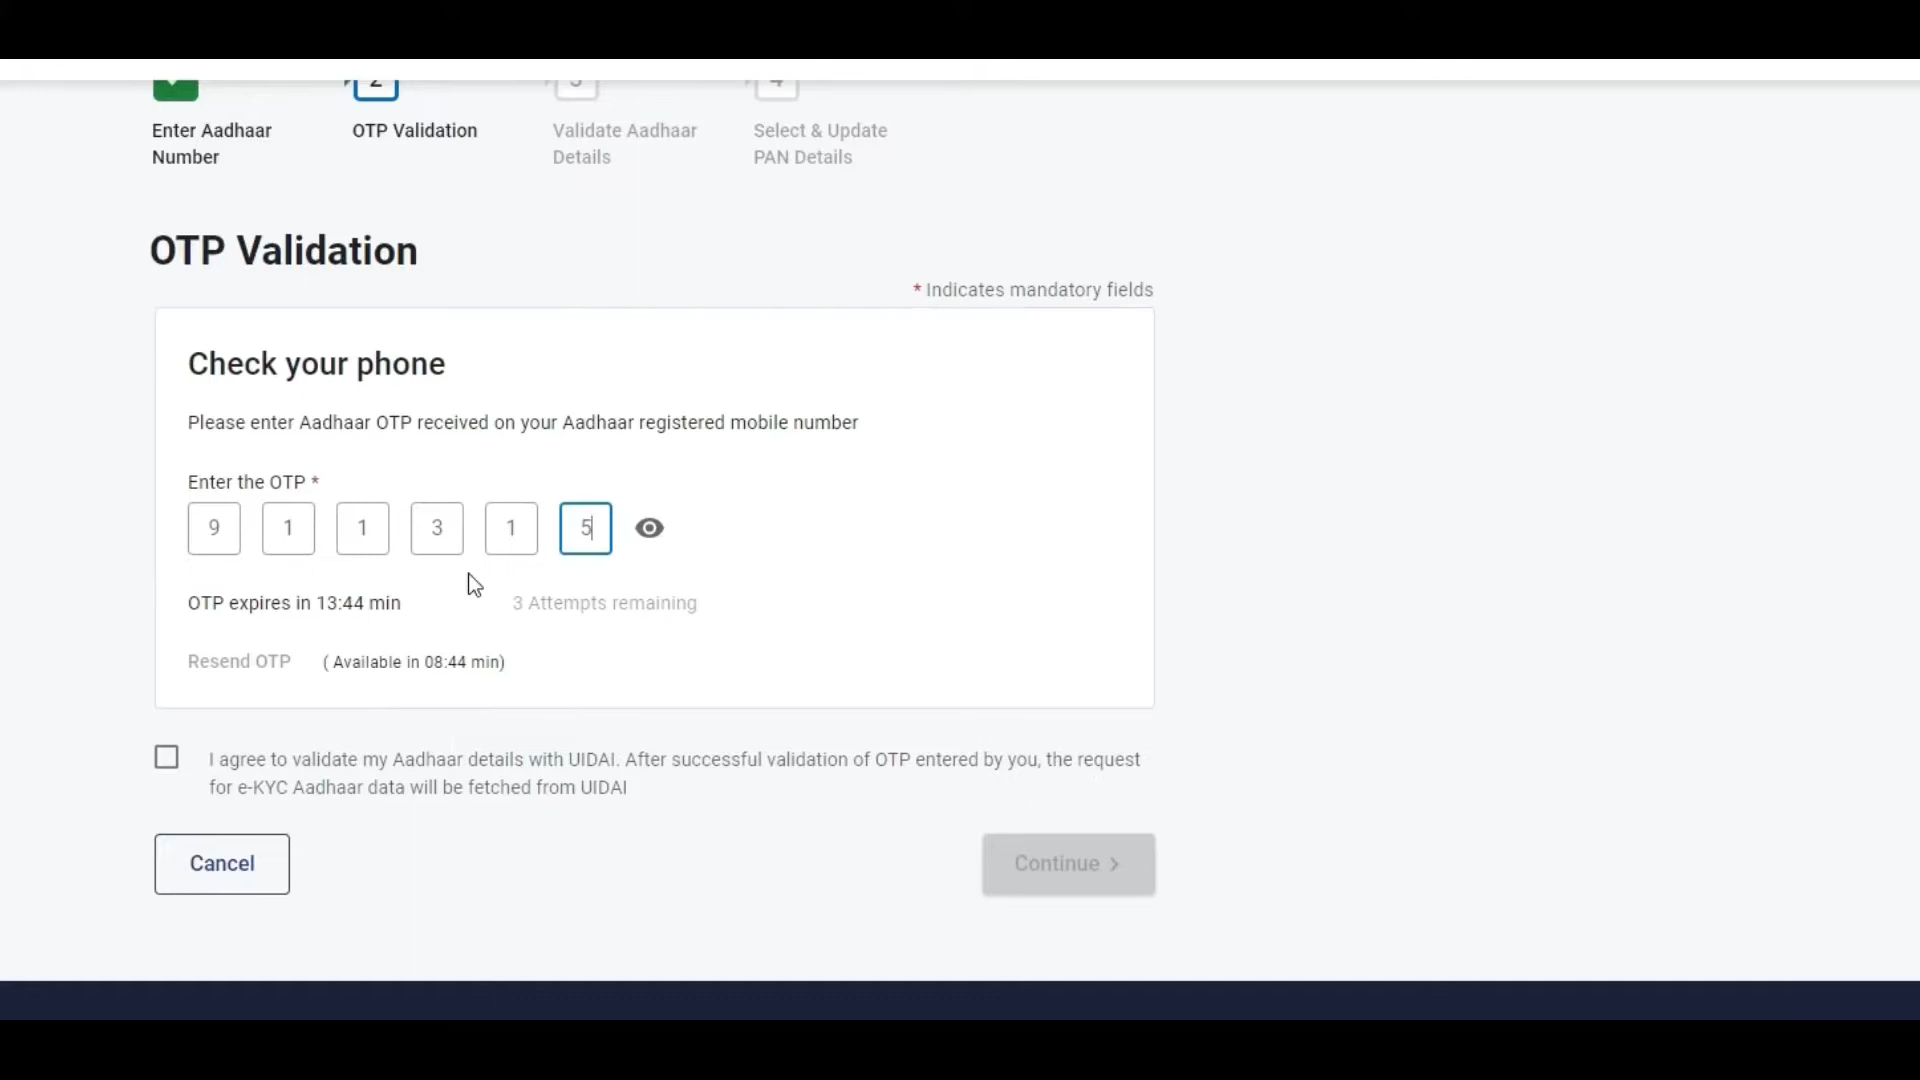 2
3
4
Enter Aadhaar
Number
OTP Validation
Validate Aadhaar
Details
Select & Update
PAN Details
OTP Validation
* Indicates mandatory fields
Check your phone
Please enter Aadhaar OTP received on your Aadhaar registered mobile number
Enter the OTP *
9 1 1 3 1 5
OTP expires in 13:44 min
3 Attempts remaining
Resend OTP ( Available in 08:44 min)
I agree to validate my Aadhaar details with UIDAI. After successful validation of OTP entered by you, the request
for e-KYC Aadhaar data will be fetched from UIDAI
Cancel
Continue